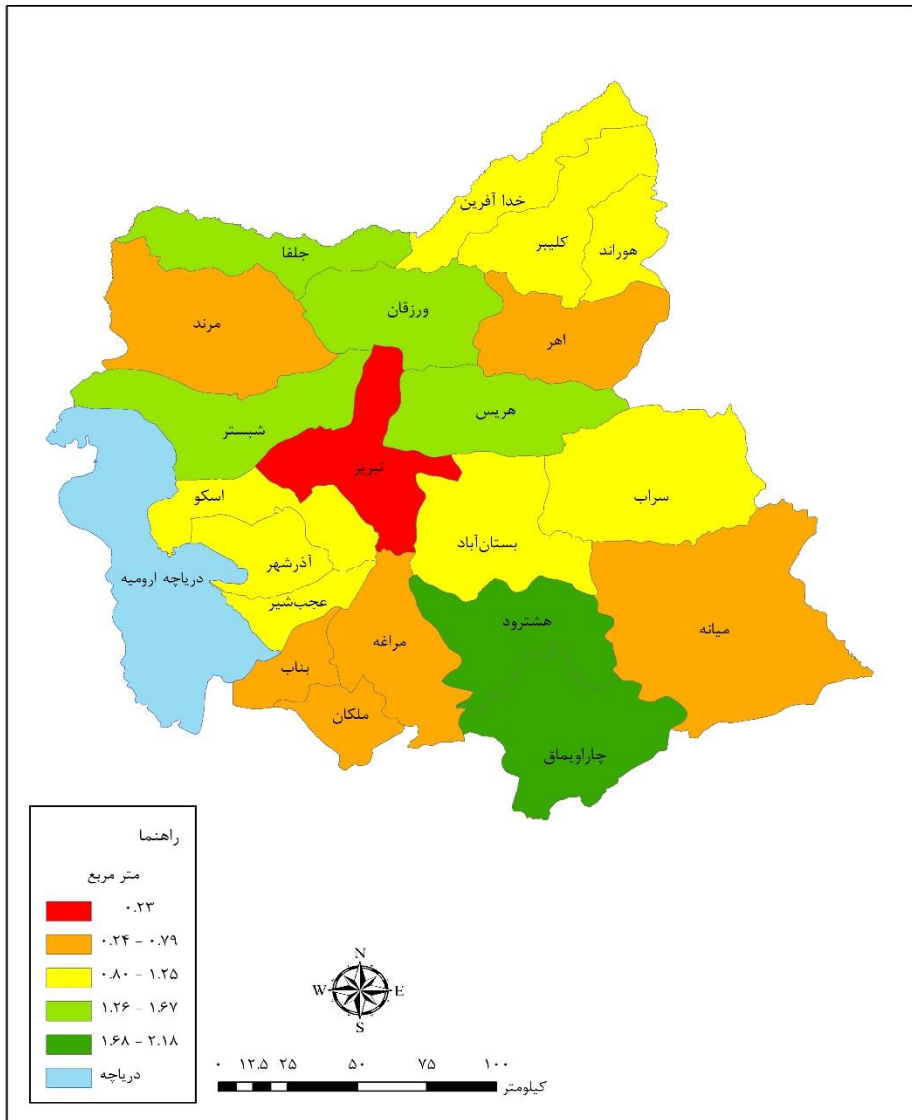 خدا آفرین
کلیبر
هوراند
جلفا
ورزقان
مرند
اهر
هریس
شبستر
تبریز
اسکو
سراب
بستان‌آباد
آذرشهر
دریاچه ارومیه
عجب‌شیر
هشترود
میانه
مراغه
بناب
ملکان
چاراویماق
راهنما
متر مربع
۰.۲۳
۰.۲۴ - ۰.۷۹
۰.۸۰ - ۱.۲۵
۱.۲۶ - ۱.۶۷
۱.۶۸ - ۲.۱۸
دریاچه
N
W E
S
۰ ۱۲.۵ ۲۵ ۵۰ ۷۵ ۱۰۰
کیلومتر